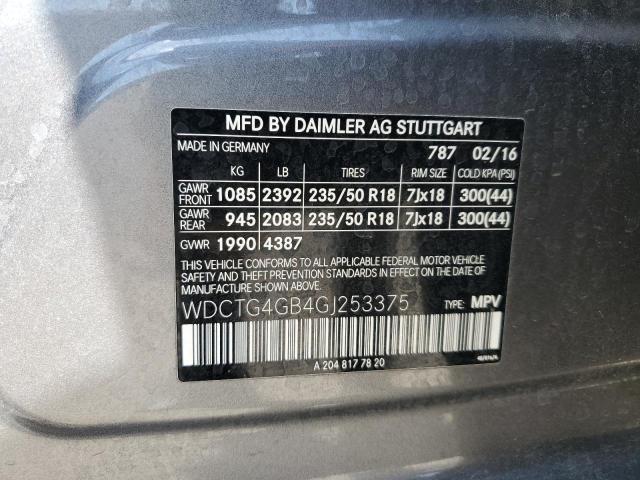 MFD BY DAIMLER AG STUTTGART
MADE IN GERMANY 787 02/16
KG LB TIRES RIM SIZE COLD KPA (PSI)
GAWR FRONT 1085 2392 235/50 R18 7Jx18 300(44)
GAWR REAR 945 2083 235/50 R18 7Jx18 300(44)
GVWR 1990 4387
THIS VEHICLE CONFORMS TO ALL APPLICABLE FEDERAL MOTOR VEHICLE
SAFETY, BUMPER, AND THEFT PREVENTION STANDARDS IN EFFECT ON THE DATE OF
MANUFACTURE SHOWN ABOVE.
WDCTG4GB4GJ253375 TYPE: MPV
A 204 817 78 20